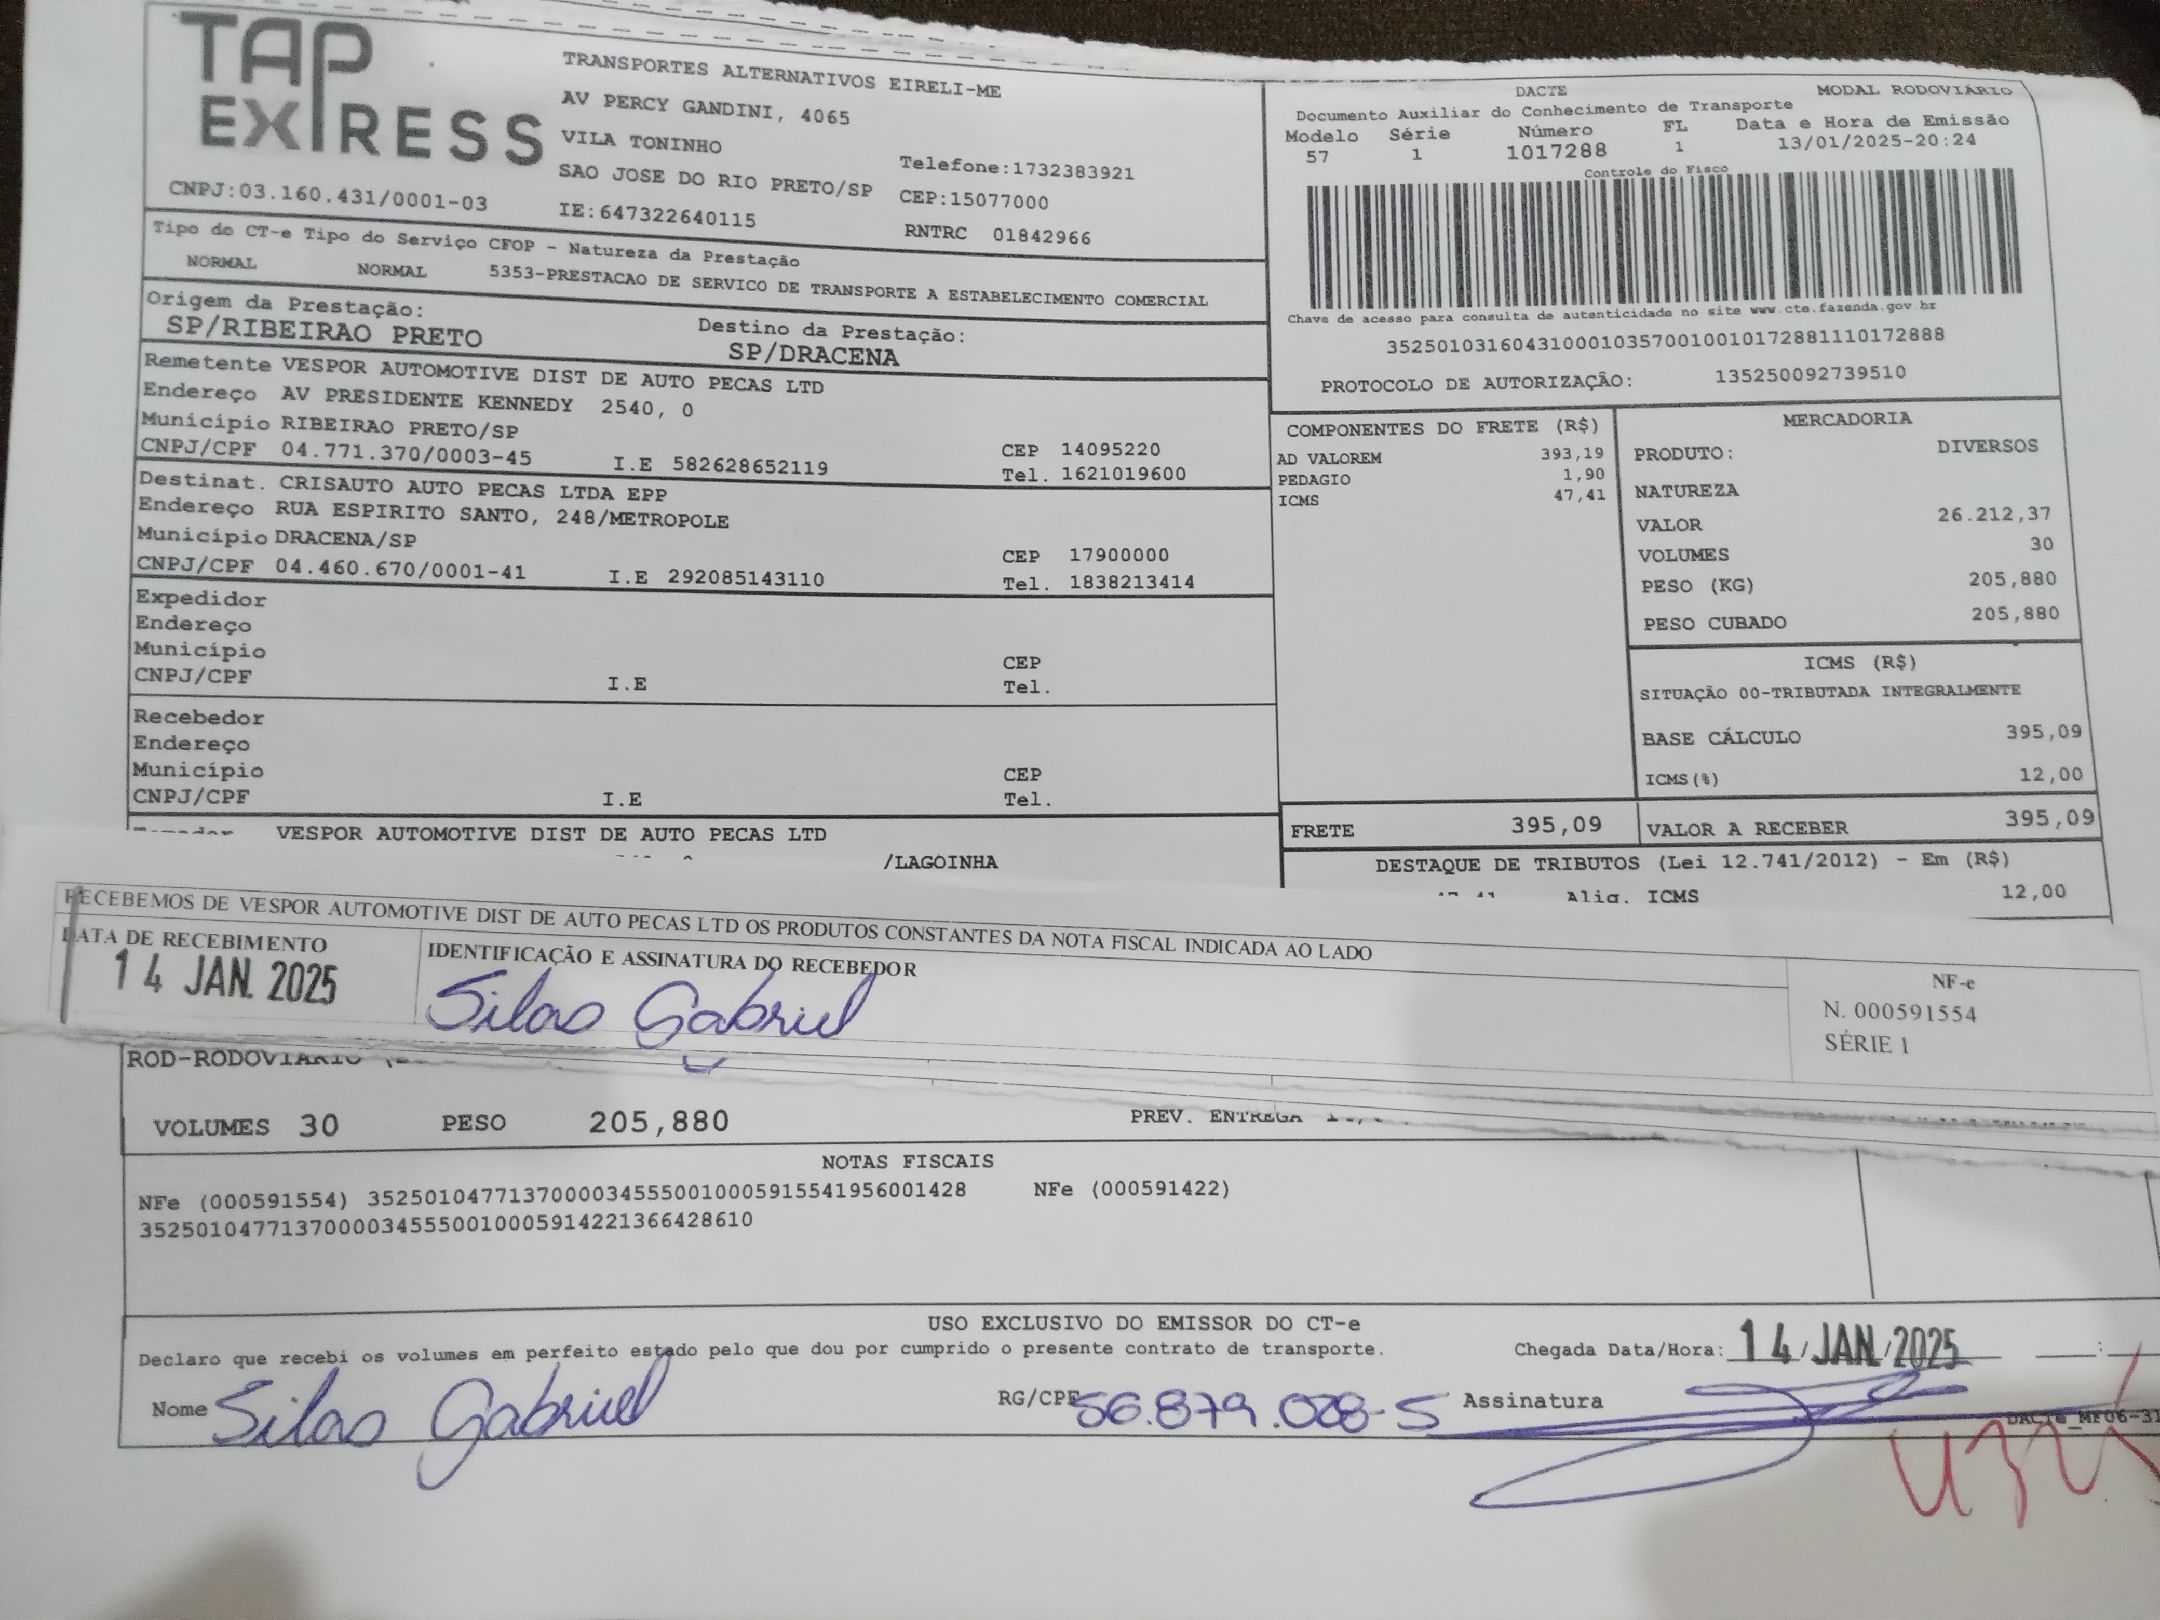 TAP
EXPRESS
CNPJ:03.160.431/0001-03
TRANSPORTES ALTERNATIVOS EIRELI-ME
AV PERCY GANDINI, 4065
VILA TONINHO
SAO JOSE DO RIO PRETO/SP
IE:647322640115
Telefone:1732383921
CEP:15077000
RNTRC 01842966
DACTE MODAL RODOVIÁRIO
Documento Auxiliar do Conhecimento de Transporte
Modelo Série Número FL Data e Hora de Emissão
57 1 1017288 1 13/01/2025-20:24
Controle do Fisco
Chave de acesso para consulta de autenticidade no site www.cte.fazenda.gov.br
35250103160431000103570010010172881110172888
PROTOCOLO DE AUTORIZAÇÃO: 135250092739510
Tipo do CT-e Tipo do Serviço CFOP - Natureza da Prestação
NORMAL NORMAL 5353-PRESTACAO DE SERVICO DE TRANSPORTE A ESTABELECIMENTO COMERCIAL
Origem da Prestação: Destino da Prestação:
SP/RIBEIRAO PRETO SP/DRACENA
Remetente VESPOR AUTOMOTIVE DIST DE AUTO PECAS LTD
Endereço AV PRESIDENTE KENNEDY 2540, 0
Município RIBEIRAO PRETO/SP CEP 14095220
CNPJ/CPF 04.771.370/0003-45 I.E 582628652119 Tel. 1621019600
Destinat. CRISAUTO AUTO PECAS LTDA EPP
Endereço RUA ESPIRITO SANTO, 248/METROPOLE
Município DRACENA/SP CEP 17900000
CNPJ/CPF 04.460.670/0001-41 I.E 292085143110 Tel. 1838213414
Expedidor
Endereço
Município CEP
CNPJ/CPF I.E Tel.
Recebedor
Endereço
Município CEP
CNPJ/CPF I.E Tel.
VESPOR AUTOMOTIVE DIST DE AUTO PECAS LTD
/LAGOINHA
COMPONENTES DO FRETE (R$)
AD VALOREM 393,19
PEDAGIO 1,90
ICMS 47,41
MERCADORIA
PRODUTO: DIVERSOS
NATUREZA
VALOR 26.212,37
VOLUMES 30
PESO (KG) 205,880
PESO CUBADO 205,880
ICMS (R$)
SITUAÇÃO 00-TRIBUTADA INTEGRALMENTE
BASE CÁLCULO 395,09
ICMS(%) 12,00
FRETE 395,09 VALOR A RECEBER 395,09
DESTAQUE DE TRIBUTOS (Lei 12.741/2012) - Em (R$)
Aliq. ICMS 12,00
RECEBEMOS DE VESPOR AUTOMOTIVE DIST DE AUTO PECAS LTD OS PRODUTOS CONSTANTES DA NOTA FISCAL INDICADA AO LADO
DATA DE RECEBIMENTO IDENTIFICAÇÃO E ASSINATURA DO RECEBEDOR
14 JAN. 2025 Silas Gabriel
NF-e
N. 000591554
SÉRIE 1
ROD-RODOVIÁRIO
VOLUMES 30 PESO 205,880 PREV. ENTREGA
NOTAS FISCAIS
NFe (000591554) 35250104771370000345550010005915541956001428 NFe (000591422)
35250104771370000345550010005914221366428610
USO EXCLUSIVO DO EMISSOR DO CT-e
Declaro que recebi os volumes em perfeito estado pelo que dou por cumprido o presente contrato de transporte. Chegada Data/Hora: 14/JAN./2025
Nome Silas Gabriel RG/CPF 56.879.028-5 Assinatura